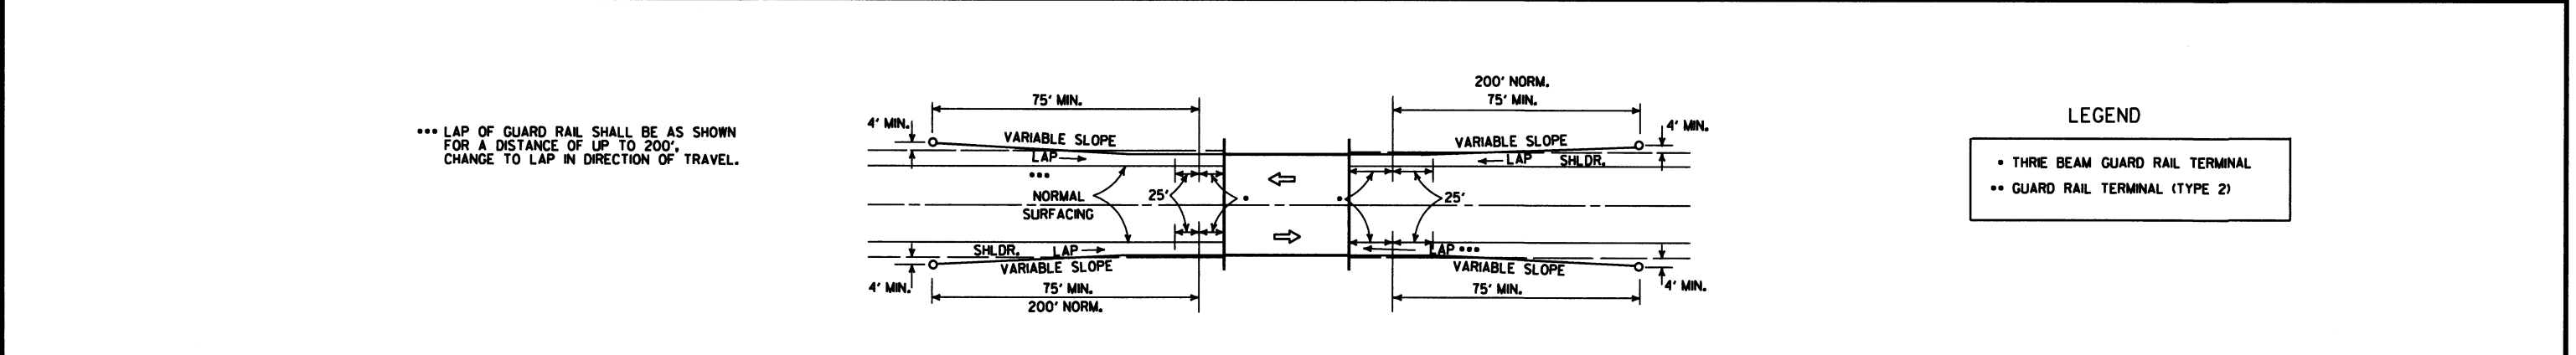 ••• LAP OF GUARD RAIL SHALL BE AS SHOWN
FOR A DISTANCE OF UP TO 200',
CHANGE TO LAP IN DIRECTION OF TRAVEL.
200' NORM.
75' MIN.
75' MIN.
4' MIN.
4' MIN.
VARIABLE SLOPE
VARIABLE SLOPE
LAP
LAP
SHLDR.
•••
NORMAL
SURFACING
25'
•
••
25'
SHLDR.
LAP
LAP •••
VARIABLE SLOPE
VARIABLE SLOPE
4' MIN.
4' MIN.
75' MIN.
200' NORM.
75' MIN.
LEGEND
• THRIE BEAM GUARD RAIL TERMINAL
•• GUARD RAIL TERMINAL (TYPE 2)